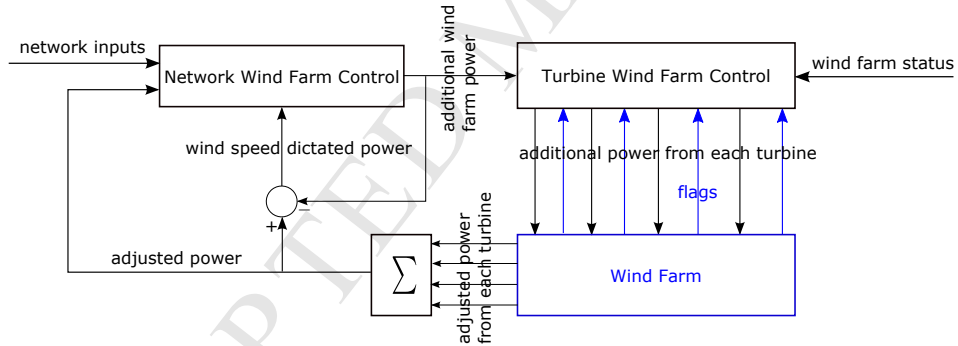 network inputs
Network Wind Farm Control
additional wind
farm power
Turbine Wind Farm Control
wind farm status
wind speed dictated power
additional power from each turbine
flags
−
+
adjusted power
Σ
adjusted power
from each turbine
Wind Farm
PTED M